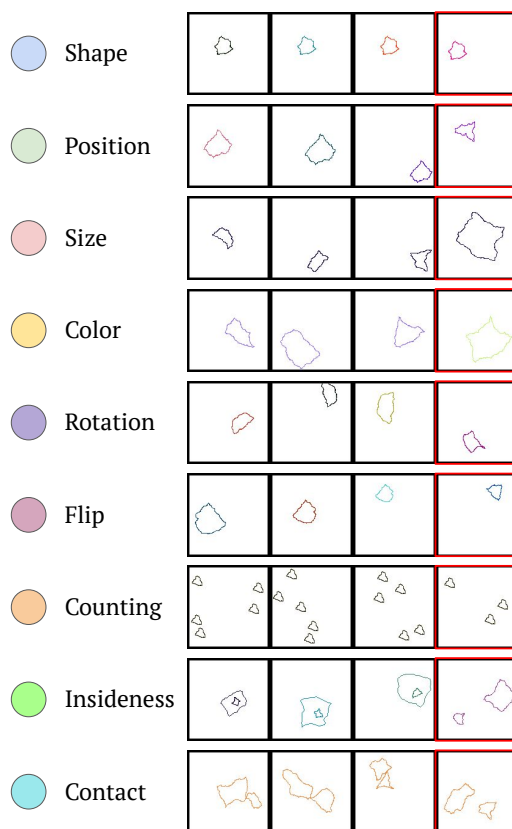 Shape
Position
Size
Color
Rotation
Flip
Counting
Insideness
Contact